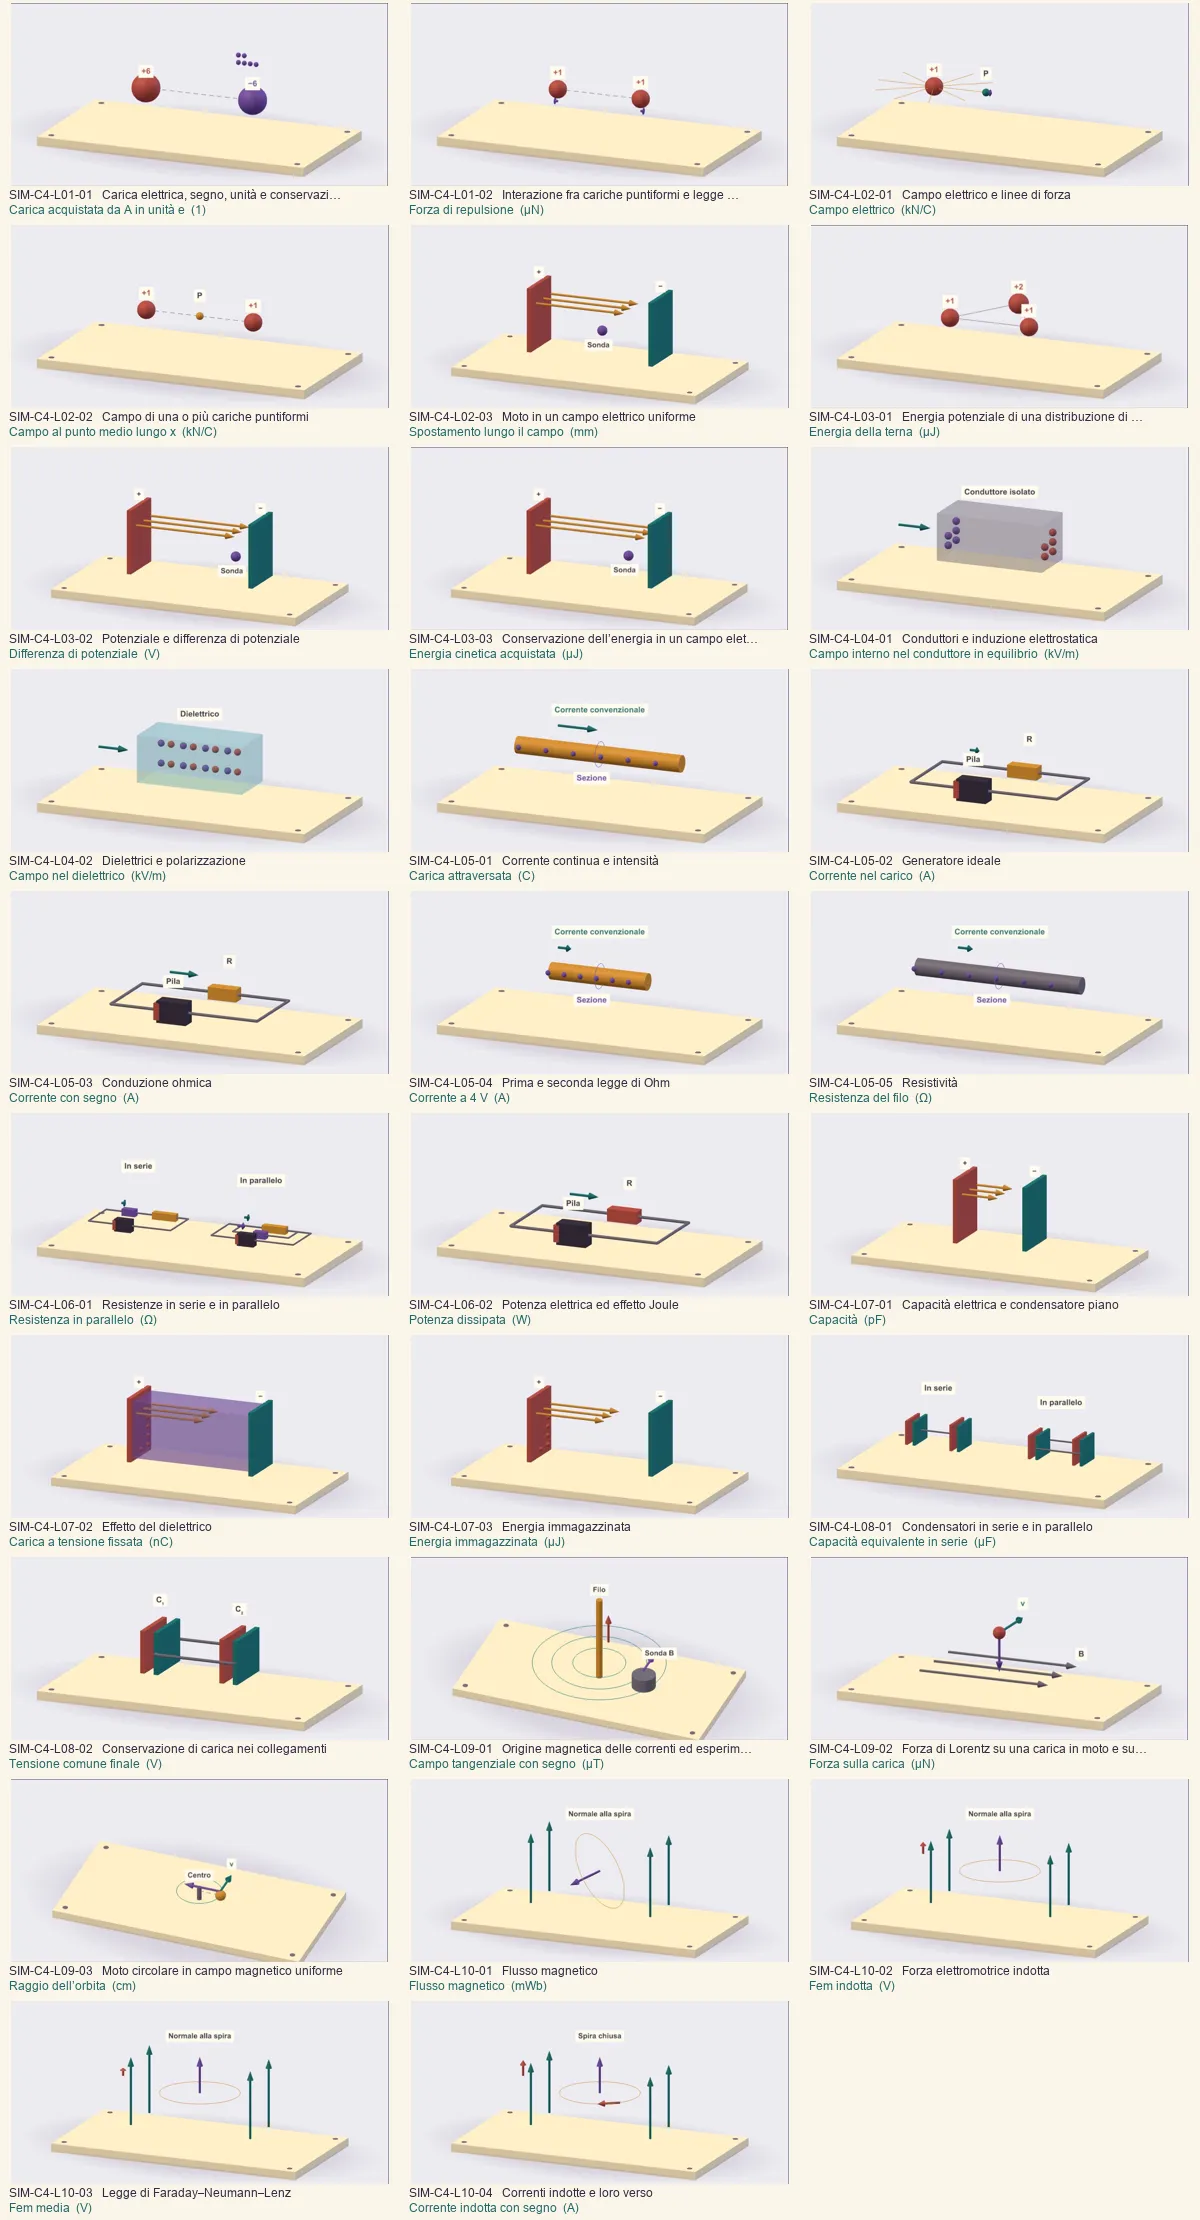 +6
−6
SIM-C4-L01-01 Carica elettrica, segno, unità e conservazi…
Carica acquistata da A in unità e (1)
+1
+1
SIM-C4-L01-02 Interazione fra cariche puntiformi e legge …
Forza di repulsione (µN)
+1
P
SIM-C4-L02-01 Campo elettrico e linee di forza
Campo elettrico (kN/C)
+1
P
+1
SIM-C4-L02-02 Campo di una o più cariche puntiformi
Campo al punto medio lungo x (kN/C)
+
−
Sonda
SIM-C4-L02-03 Moto in un campo elettrico uniforme
Spostamento lungo il campo (mm)
+1
+2
+1
SIM-C4-L03-01 Energia potenziale di una distribuzione di …
Energia della terna (µJ)
+
−
Sonda
SIM-C4-L03-02 Potenziale e differenza di potenziale
Differenza di potenziale (V)
+
−
Sonda
SIM-C4-L03-03 Conservazione dell’energia in un campo elet…
Energia cinetica acquistata (µJ)
Conduttore isolato
SIM-C4-L04-01 Conduttori e induzione elettrostatica
Campo interno nel conduttore in equilibrio (kV/m)
Dielettrico
SIM-C4-L04-02 Dielettrici e polarizzazione
Campo nel dielettrico (kV/m)
Corrente convenzionale
Sezione
SIM-C4-L05-01 Corrente continua e intensità
Carica attraversata (C)
R
Pila
SIM-C4-L05-02 Generatore ideale
Corrente nel carico (A)
R
Pila
SIM-C4-L05-03 Conduzione ohmica
Corrente con segno (A)
Corrente convenzionale
Sezione
SIM-C4-L05-04 Prima e seconda legge di Ohm
Corrente a 4 V (A)
Corrente convenzionale
Sezione
SIM-C4-L05-05 Resistività
Resistenza del filo (Ω)
In serie
In parallelo
SIM-C4-L06-01 Resistenze in serie e in parallelo
Resistenza in parallelo (Ω)
R
Pila
SIM-C4-L06-02 Potenza elettrica ed effetto Joule
Potenza dissipata (W)
+
−
SIM-C4-L07-01 Capacità elettrica e condensatore piano
Capacità (pF)
+
−
SIM-C4-L07-02 Effetto del dielettrico
Carica a tensione fissata (nC)
+
−
SIM-C4-L07-03 Energia immagazzinata
Energia immagazzinata (µJ)
In serie
In parallelo
SIM-C4-L08-01 Condensatori in serie e in parallelo
Capacità equivalente in serie (µF)
C₁
C₂
SIM-C4-L08-02 Conservazione di carica nei collegamenti
Tensione comune finale (V)
Filo
Sonda B
SIM-C4-L09-01 Origine magnetica delle correnti ed esperim…
Campo tangenziale con segno (µT)
v
B
SIM-C4-L09-02 Forza di Lorentz su una carica in moto e su…
Forza sulla carica (µN)
v
Centro
SIM-C4-L09-03 Moto circolare in campo magnetico uniforme
Raggio dell’orbita (cm)
Normale alla spira
SIM-C4-L10-01 Flusso magnetico
Flusso magnetico (mWb)
Normale alla spira
SIM-C4-L10-02 Forza elettromotrice indotta
Fem indotta (V)
Normale alla spira
SIM-C4-L10-03 Legge di Faraday–Neumann–Lenz
Fem media (V)
Spira chiusa
SIM-C4-L10-04 Correnti indotte e loro verso
Corrente indotta con segno (A)